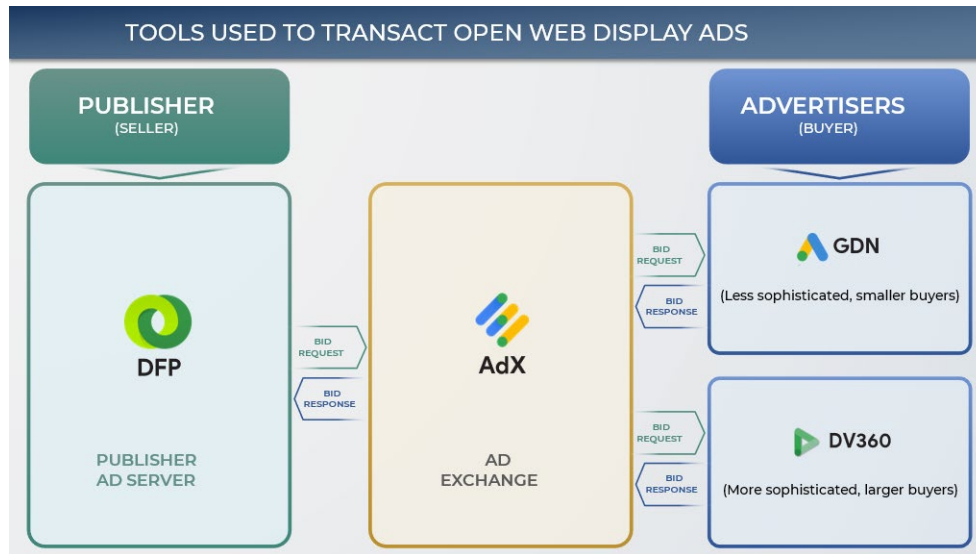 TOOLS USED TO TRANSACT OPEN WEB DISPLAY ADS
PUBLISHER
(SELLER)
ADVERTISERS
(BUYER)
DFP
PUBLISHER
AD SERVER
BID
REQUEST
BID
RESPONSE
AdX
AD
EXCHANGE
BID
REQUEST
BID
RESPONSE
GDN
(Less sophisticated, smaller buyers)
BID
REQUEST
BID
RESPONSE
DV360
(More sophisticated, larger buyers)